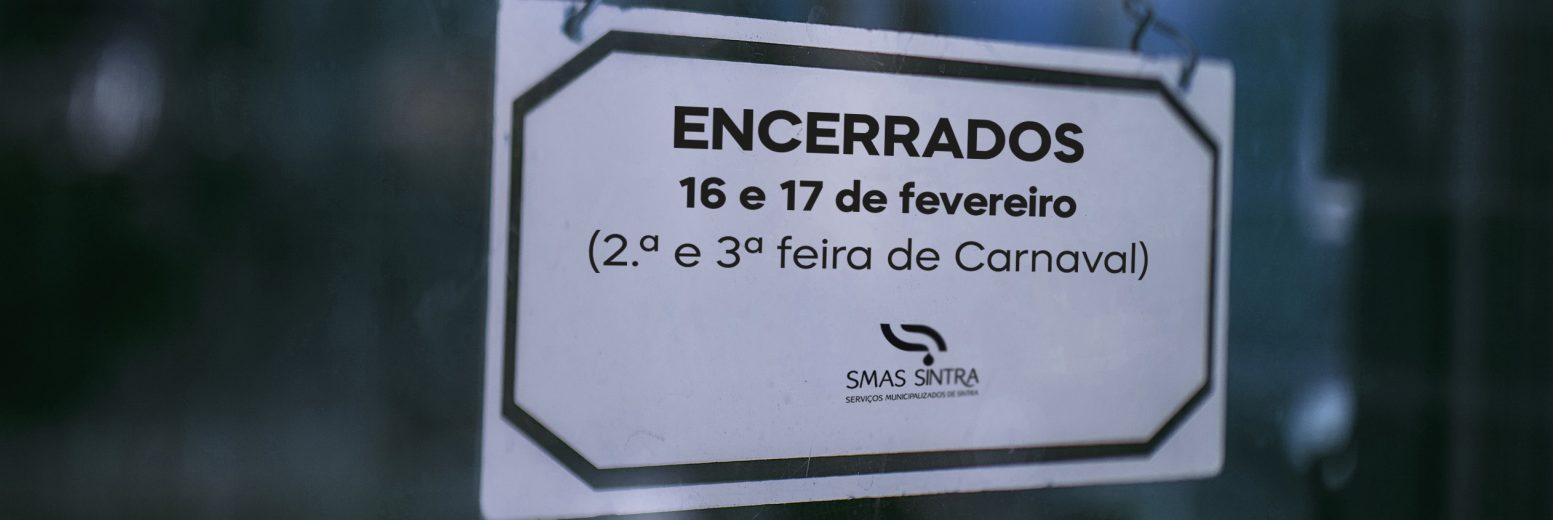 ENCERRADOS
16 e 17 de fevereiro
(2.ª e 3ª feira de Carnaval)
SMAS SINTRA
SERVIÇOS MUNICIPALIZADOS DE SINTRA